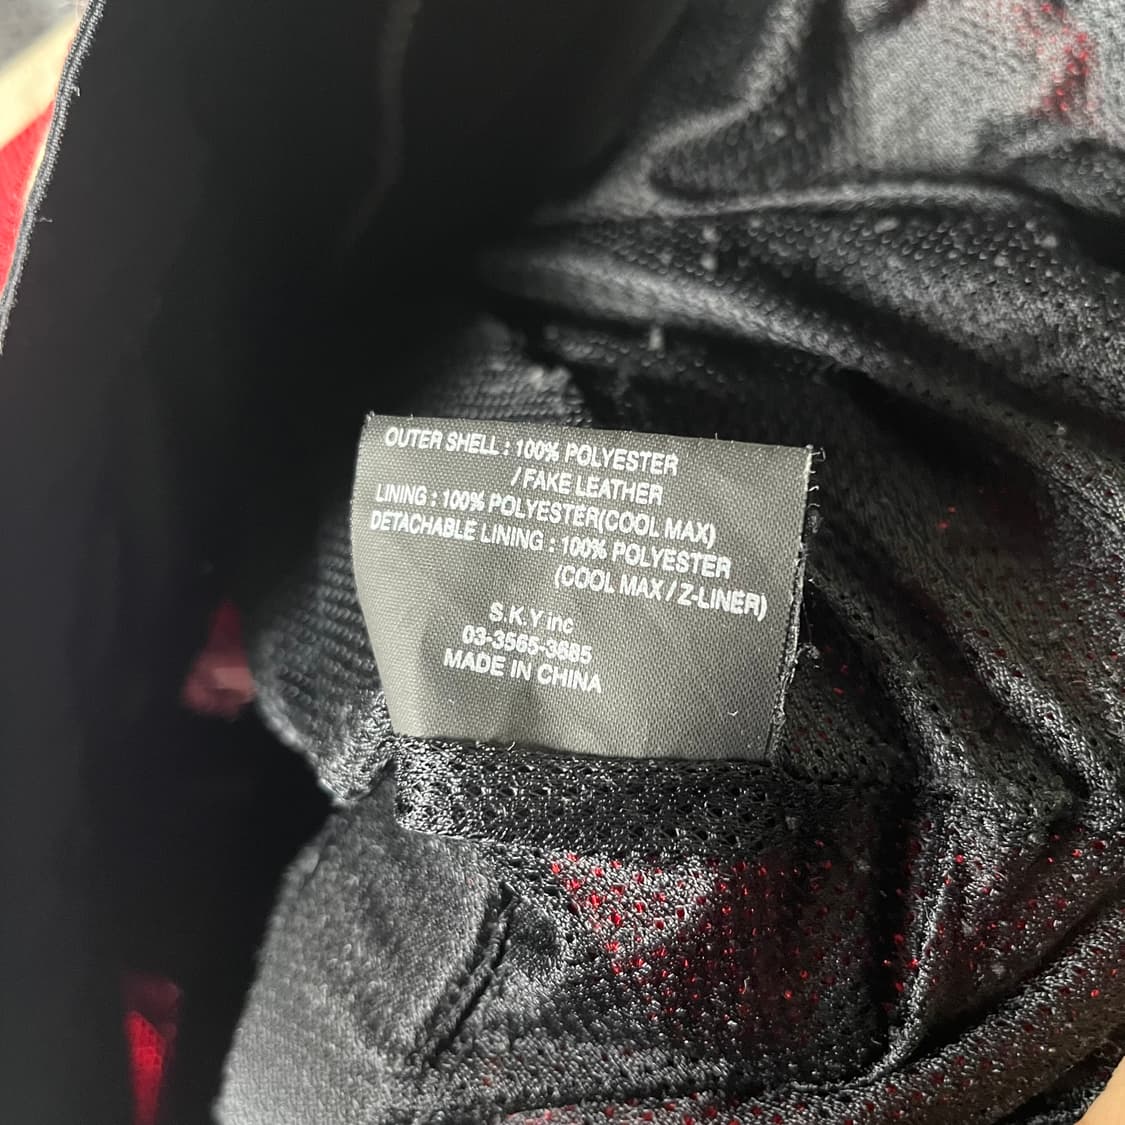 OUTER SHELL : 100% POLYESTER
/ FAKE LEATHER
LINING : 100% POLYESTER(COOL MAX)
DETACHABLE LINING : 100% POLYESTER
(COOL MAX / Z-LINER)
S.K.Y inc
03-3565-3685
MADE IN CHINA